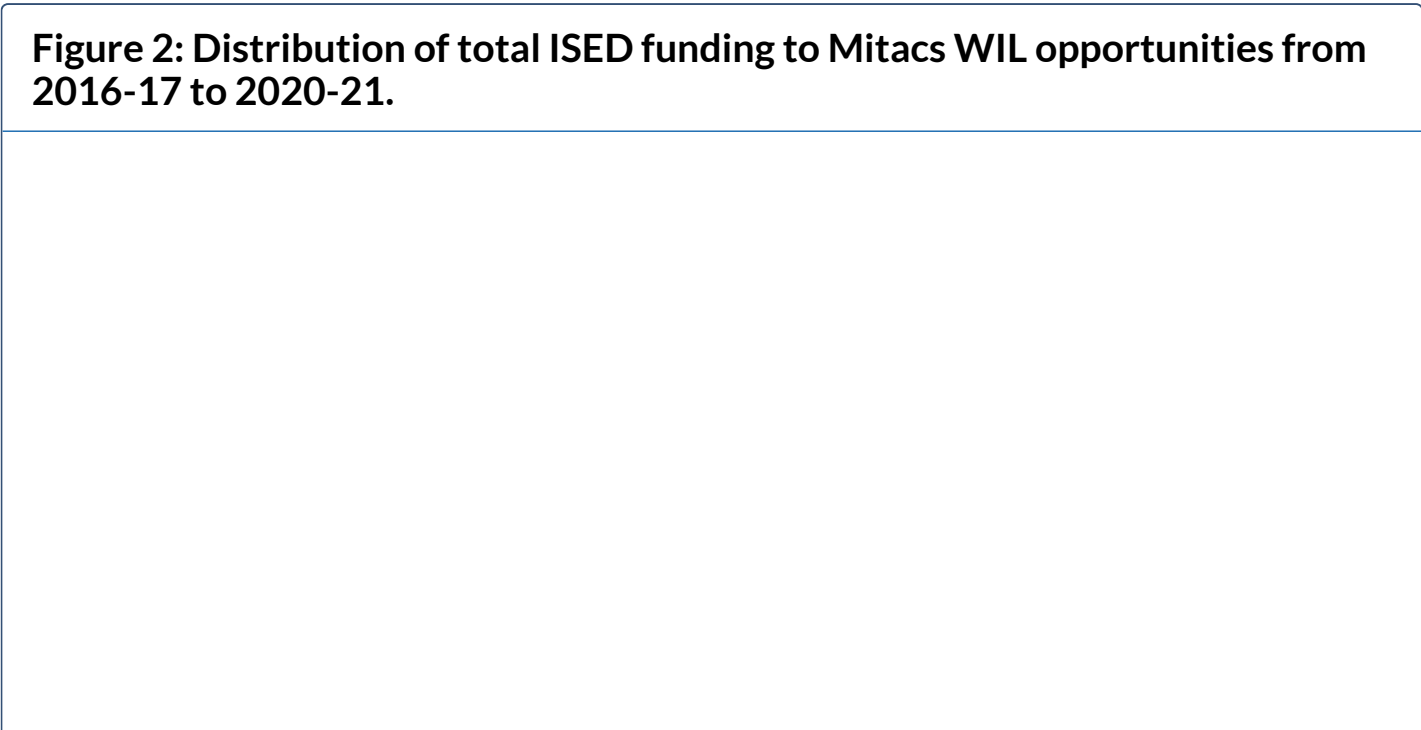 Figure 2: Distribution of total ISED funding to Mitacs WIL opportunities from
2016-17 to 2020-21.